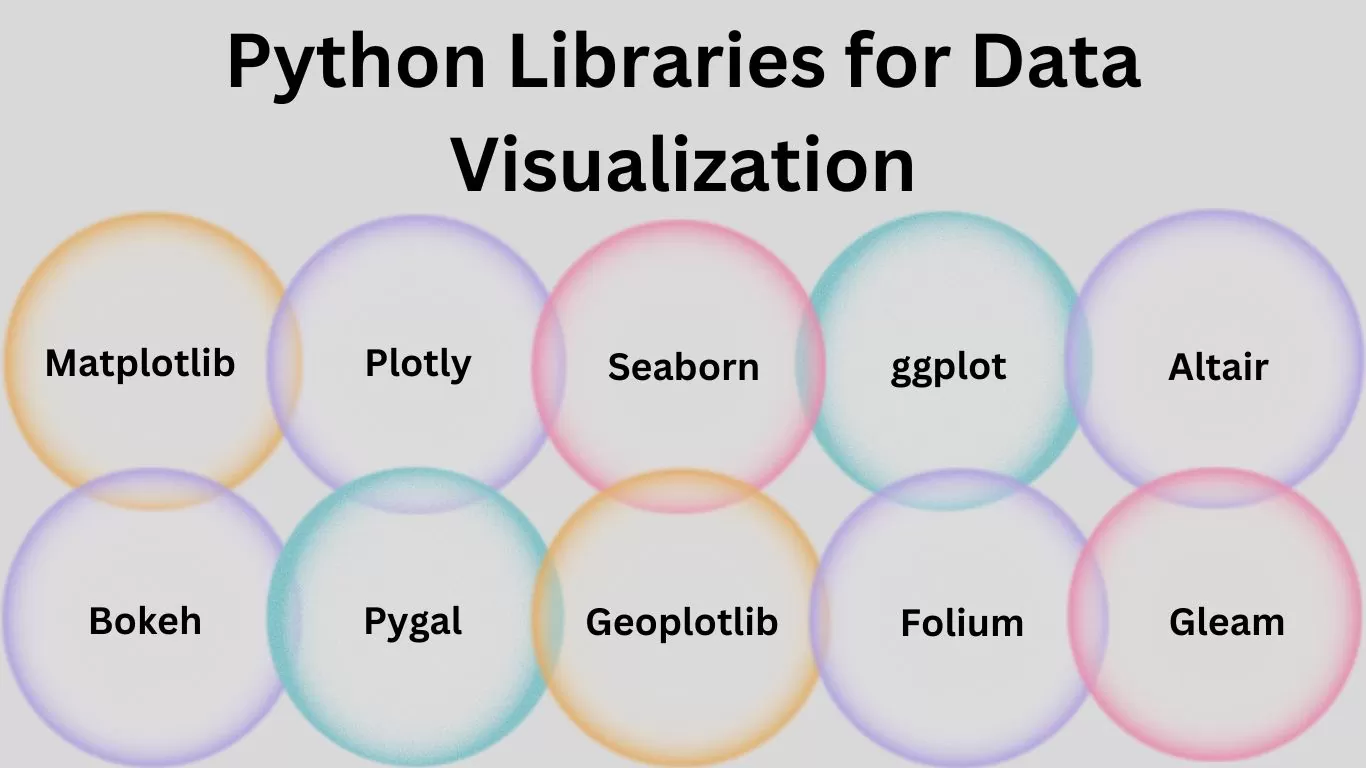 Python Libraries for Data
Visualization
Matplotlib
Plotly
Seaborn
ggplot
Altair
Bokeh
Pygal
Geoplotlib
Folium
Gleam